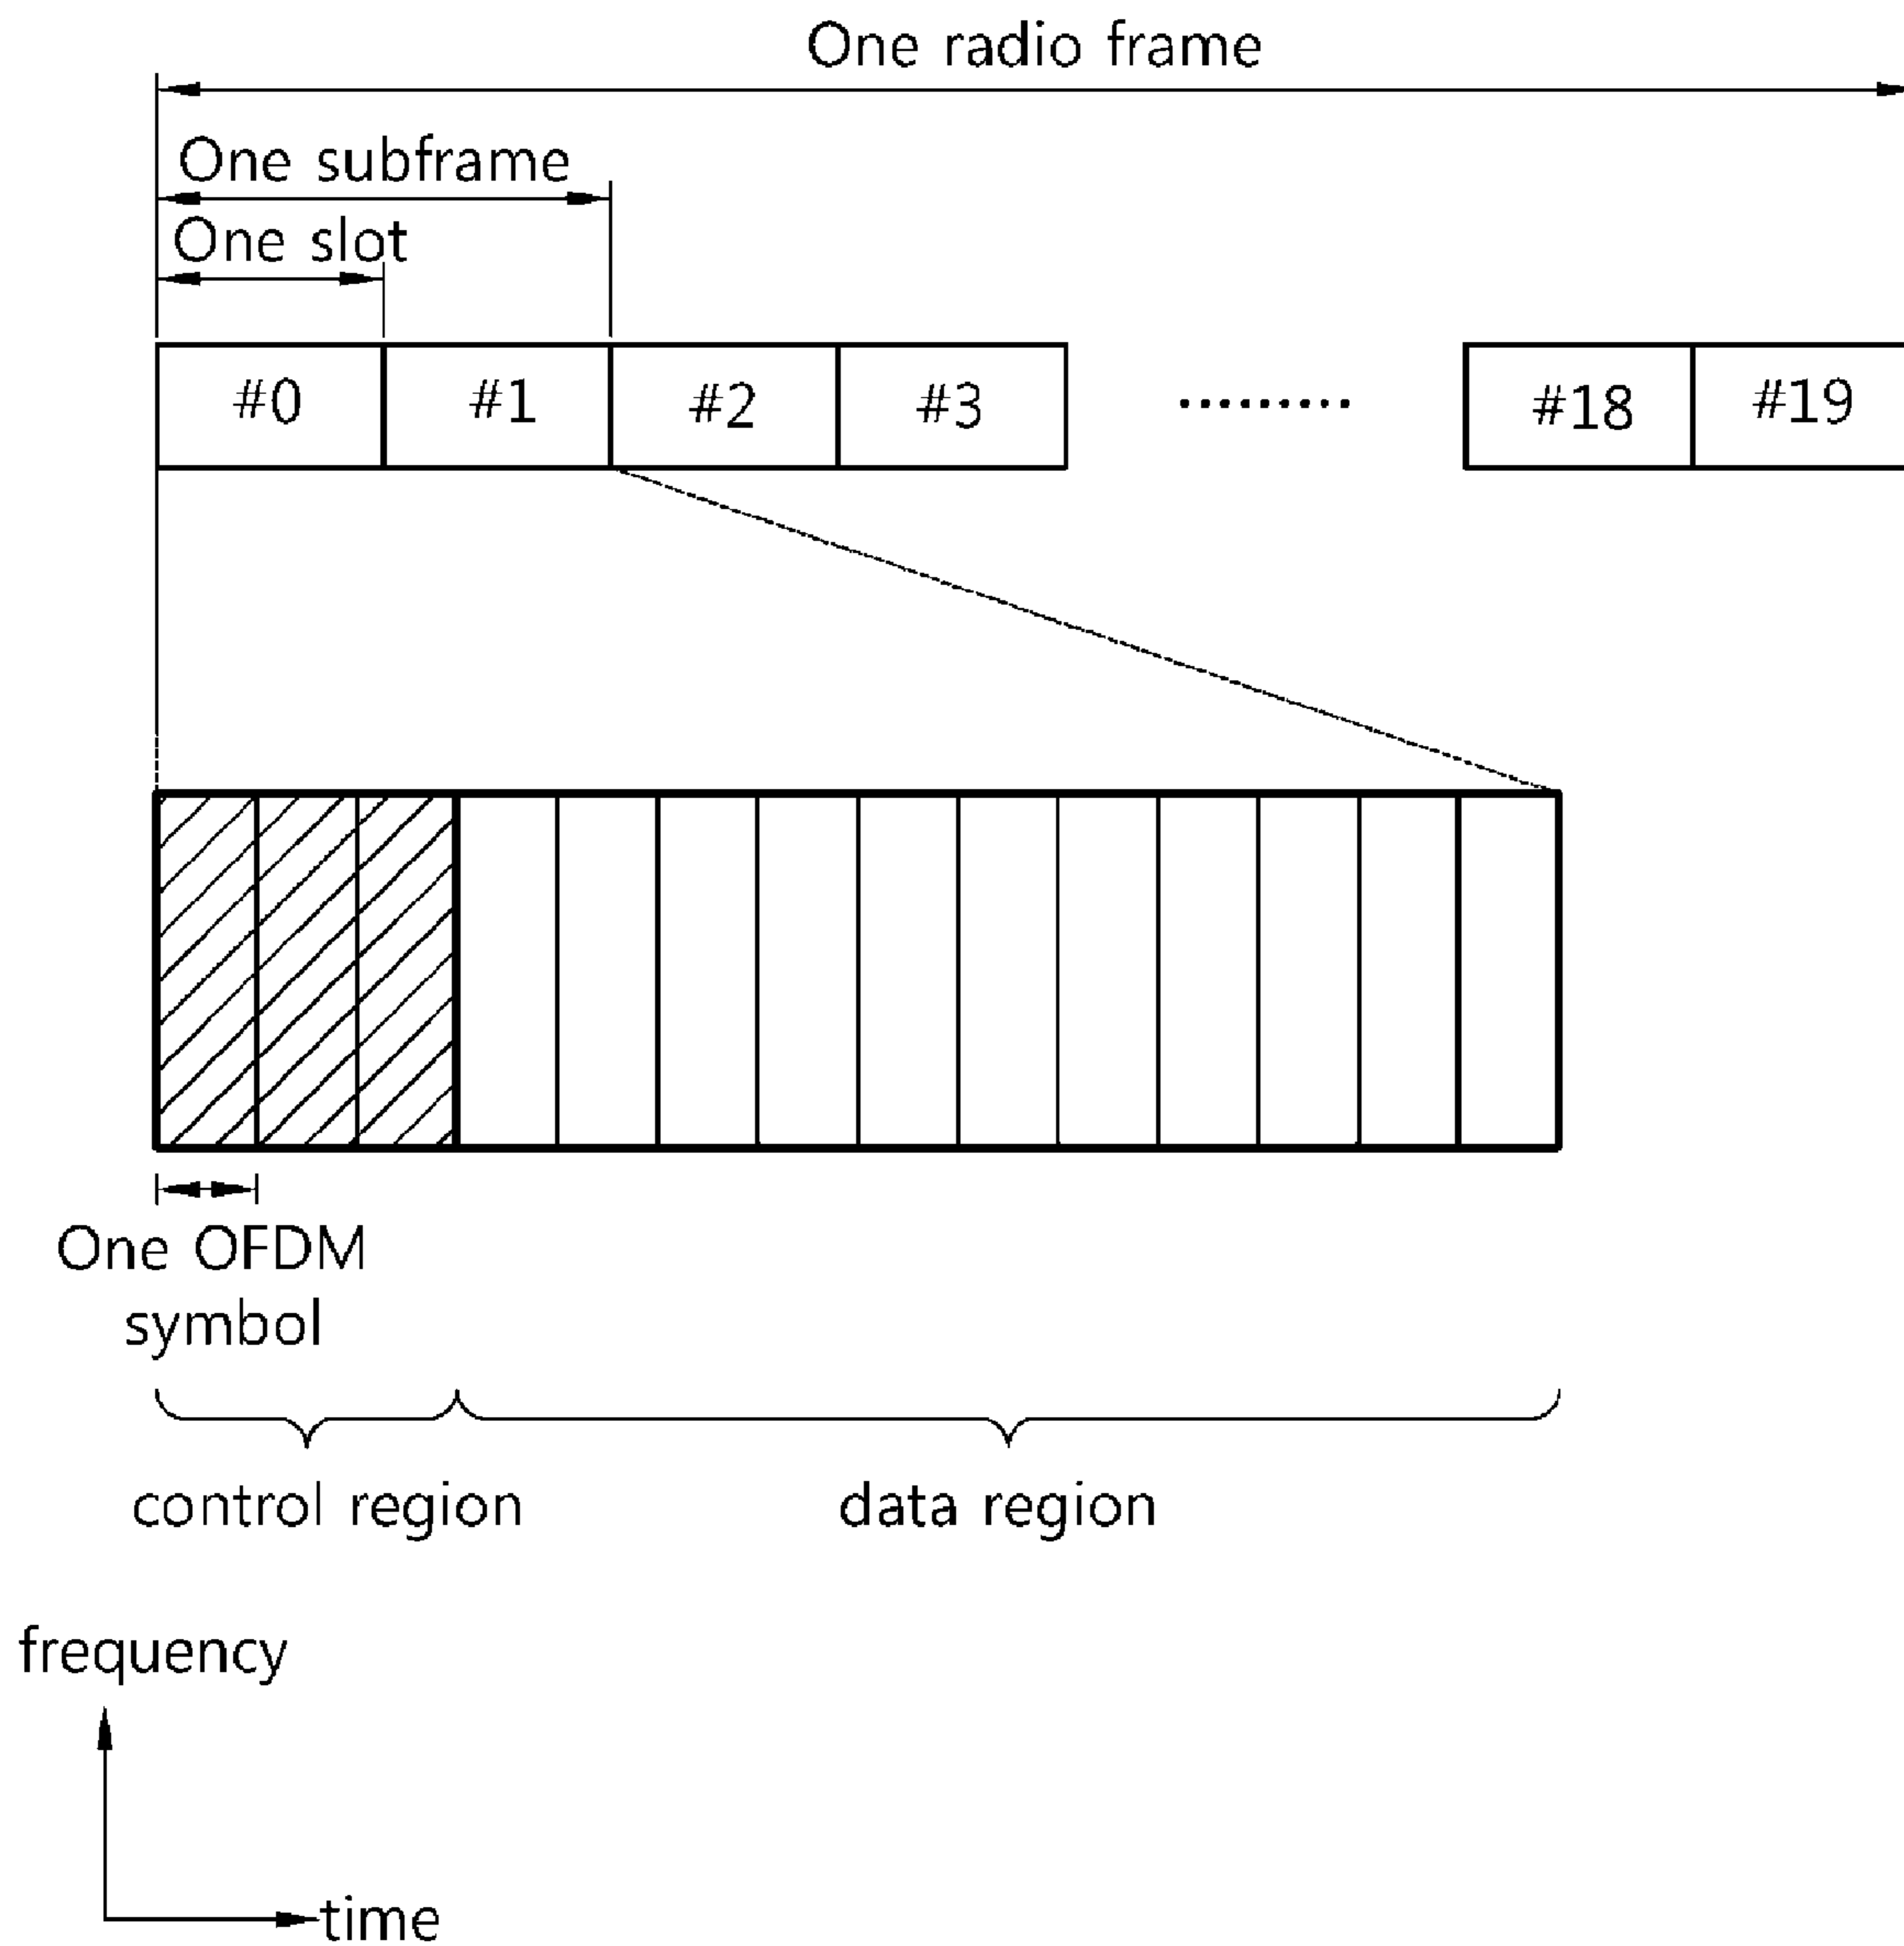 One radio frame
One subframe
One slot
#0 #1 #2 #3 ......... #18 #19
One OFDM
symbol
control region data region
frequency
time